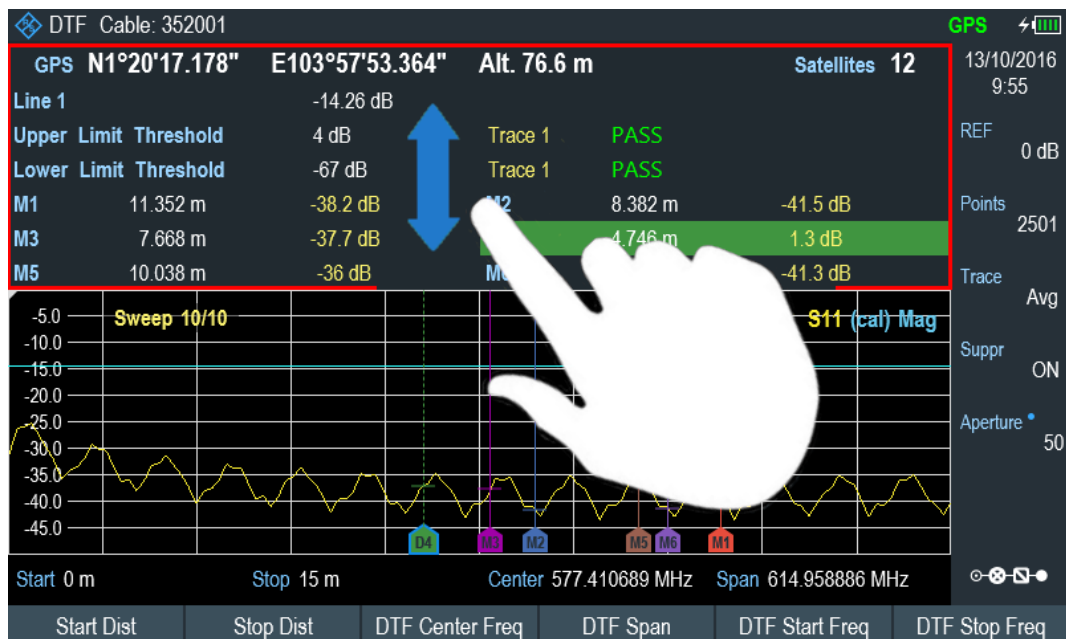 DTF Cable: 352001 GPS
GPS N1°20'17.178" E103°57'53.364" Alt. 76.6 m Satellites 12
13/10/2016
9:55
Line 1 -14.26 dB
Upper Limit Threshold 4 dB Trace 1 PASS
Lower Limit Threshold -67 dB Trace 1 PASS
M1 11.352 m -38.2 dB M2 8.382 m -41.5 dB
M3 7.668 m -37.7 dB 4.746 m 1.3 dB
M5 10.038 m -36 dB -41.3 dB
REF
0 dB
Points
2501
Trace
Avg
Suppr
ON
Aperture
50
Sweep 10/10 S11 (cal) Mag
-5.0
-10.0
-15.0
-20.0
-25.0
-30.0
-35.0
-40.0
-45.0
D4 M3 M2 M5 M6 M1
Start 0 m Stop 15 m Center 577.410689 MHz Span 614.958886 MHz
Start Dist Stop Dist DTF Center Freq DTF Span DTF Start Freq DTF Stop Freq